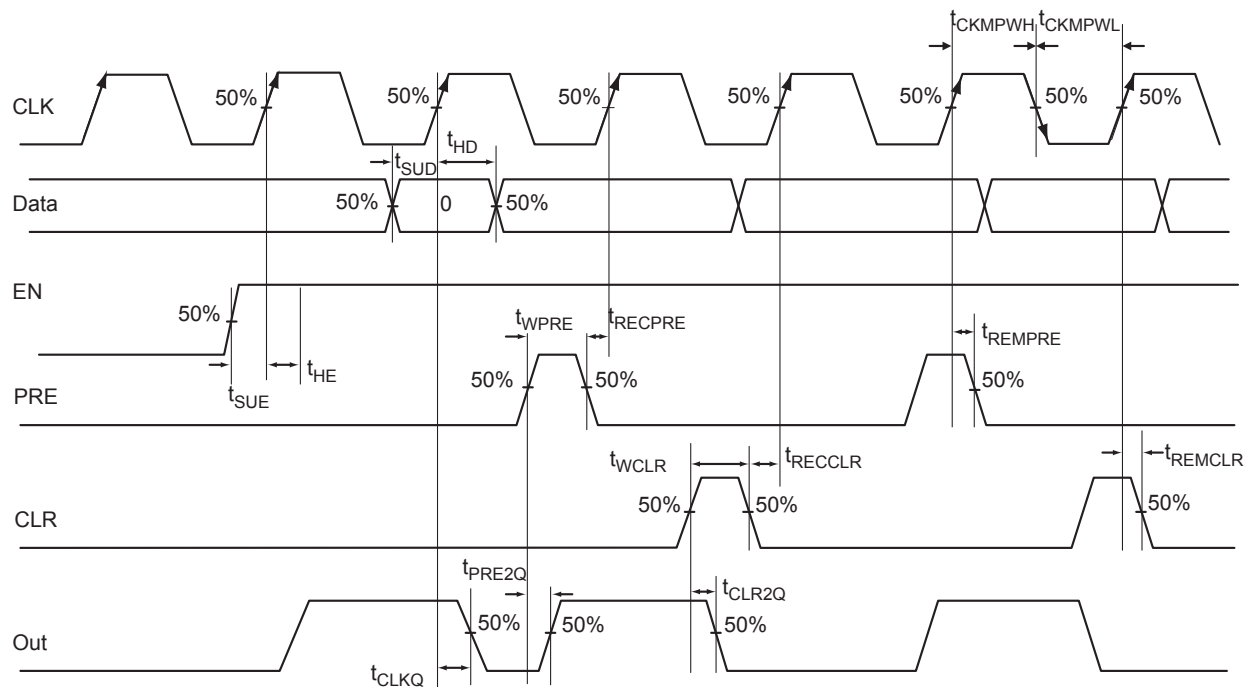 tCKMPWH tCKMPWL
CLK 50% 50% 50% 50% 50% 50% 50%
tSUD tHD
Data 50% 0 50%
EN
50%
tSUE tHE
tWPRE tRECPRE tREMPRE
PRE 50% 50% 50%
tWCLR tRECCLR tREMCLR
CLR 50% 50% 50%
tPRE2Q tCLR2Q
Out 50% 50% 50%
tCLKQ